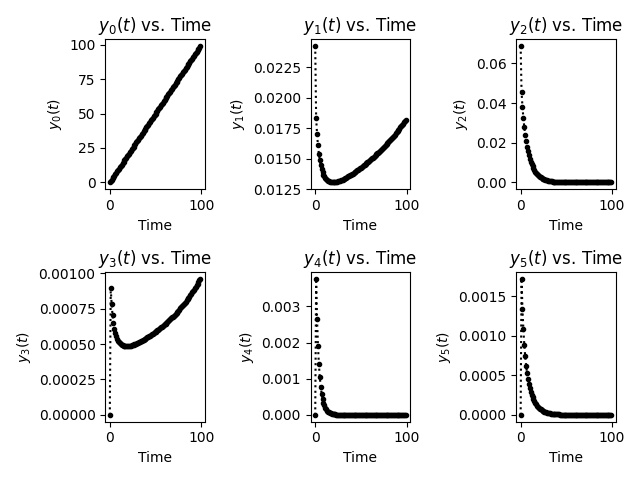 y₀(t) vs. Time
y₁(t) vs. Time
y₂(t) vs. Time
100
75
50
25
0
y₀(t)
0
100
Time
0.0225
0.0200
0.0175
0.0150
0.0125
y₁(t)
0
100
Time
0.06
0.04
0.02
0.00
y₂(t)
0
100
Time
y₃(t) vs. Time
y₄(t) vs. Time
y₅(t) vs. Time
0.00100
0.00075
0.00050
0.00025
0.00000
y₃(t)
0
100
Time
0.003
0.002
0.001
0.000
y₄(t)
0
100
Time
0.0015
0.0010
0.0005
0.0000
y₅(t)
0
100
Time